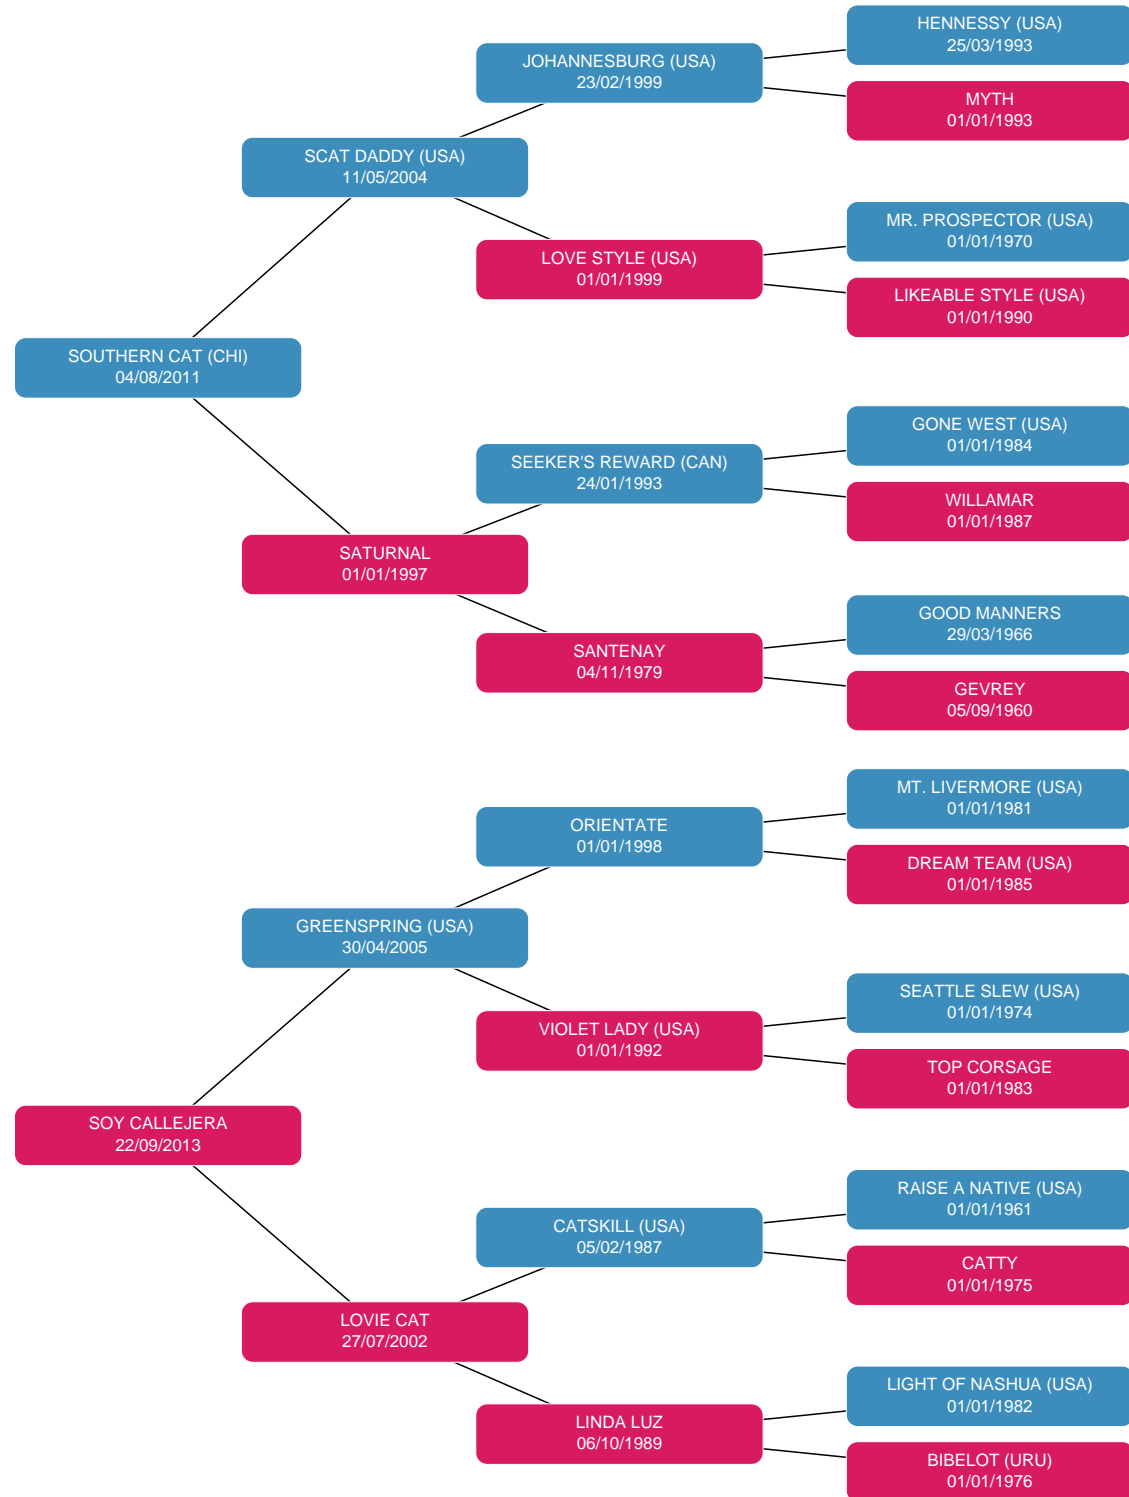 HENNESSY (USA)
25/03/1993
JOHANNESBURG (USA)
23/02/1999
MYTH
01/01/1993
SCAT DADDY (USA)
11/05/2004
MR. PROSPECTOR (USA)
01/01/1970
LOVE STYLE (USA)
01/01/1999
LIKEABLE STYLE (USA)
01/01/1990
SOUTHERN CAT (CHI)
04/08/2011
GONE WEST (USA)
01/01/1984
SEEKER'S REWARD (CAN)
24/01/1993
WILLAMAR
01/01/1987
SATURNAL
01/01/1997
GOOD MANNERS
29/03/1966
SANTENAY
04/11/1979
GEVREY
05/09/1960
MT. LIVERMORE (USA)
01/01/1981
ORIENTATE
01/01/1998
DREAM TEAM (USA)
01/01/1985
GREENSPRING (USA)
30/04/2005
SEATTLE SLEW (USA)
01/01/1974
VIOLET LADY (USA)
01/01/1992
TOP CORSAGE
01/01/1983
SOY CALLEJERA
22/09/2013
RAISE A NATIVE (USA)
01/01/1961
CATSKILL (USA)
05/02/1987
CATTY
01/01/1975
LOVIE CAT
27/07/2002
LIGHT OF NASHUA (USA)
01/01/1982
LINDA LUZ
06/10/1989
BIBELOT (URU)
01/01/1976